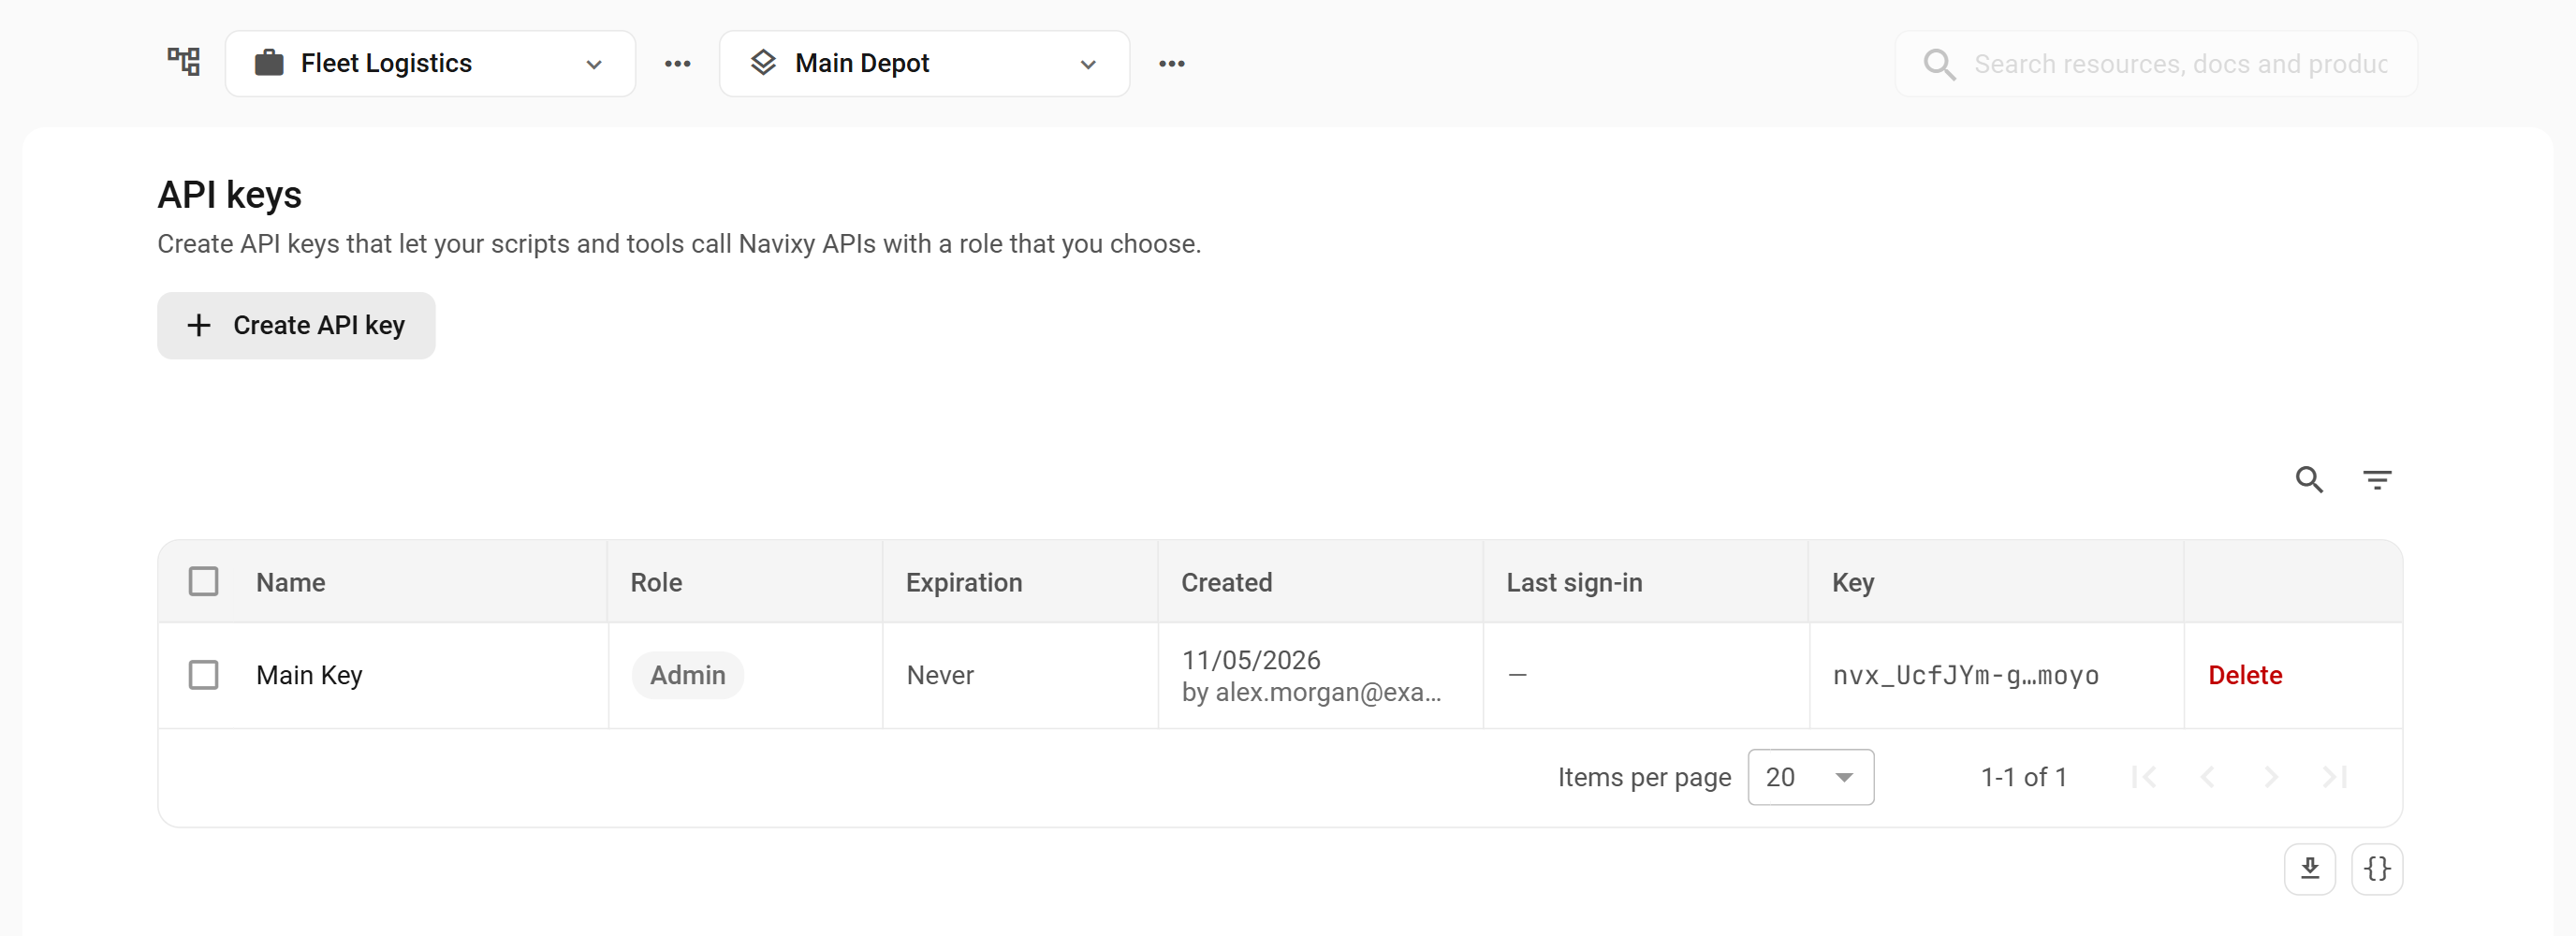 Fleet Logistics
Main Depot
Search resources, docs and produc
API keys
Create API keys that let your scripts and tools call Navixy APIs with a role that you choose.
Create API key
Name Role Expiration Created Last sign-in Key
Main Key Admin Never 11/05/2026 — nvx_UcfJYm-g…moyo Delete
by alex.morgan@exa...
Items per page 20 1-1 of 1
{}